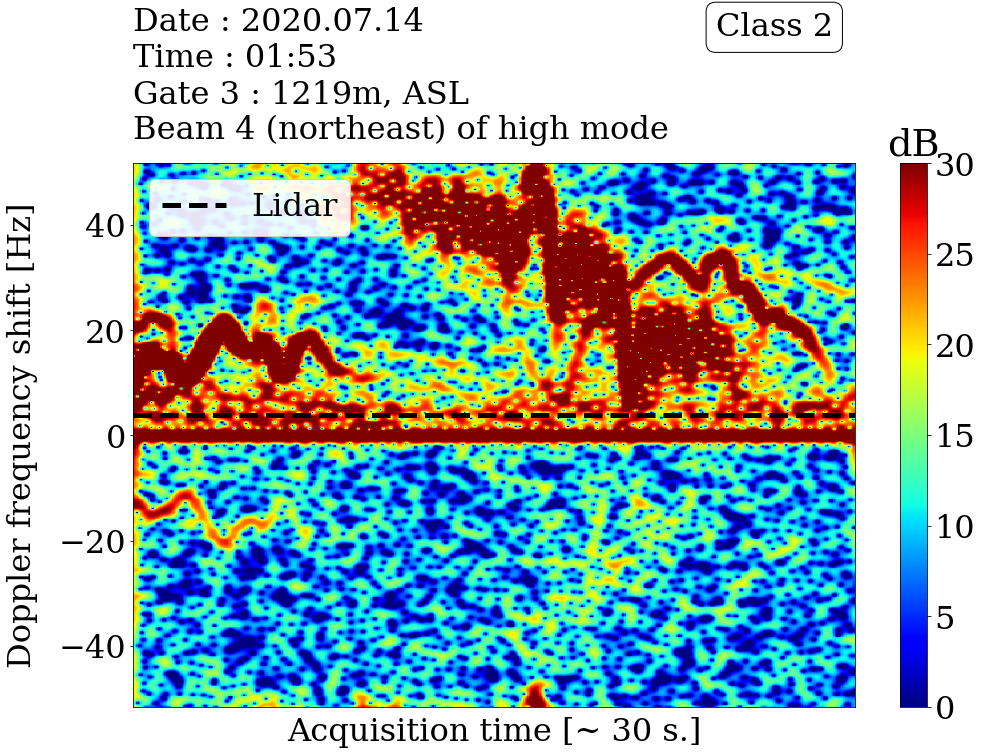 Date : 2020.07.14
Time : 01:53
Gate 3 : 1219m, ASL
Beam 4 (northeast) of high mode
Class 2
dB
Lidar
Doppler frequency shift [Hz]
40
20
0
−20
−40
Acquisition time [~ 30 s.]
30
25
20
15
10
5
0